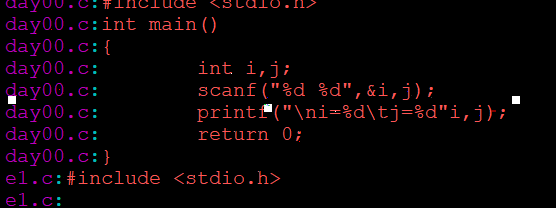 day00.c:#include <stdio.h>
day00.c:int main()
day00.c:{
day00.c:        int i,j;
day00.c:        scanf("%d %d",&i,j);
day00.c:        printf("\ni=%d\tj=%d"i,j);
day00.c:        return 0;
day00.c:}
e1.c:#include <stdio.h>
e1.c: